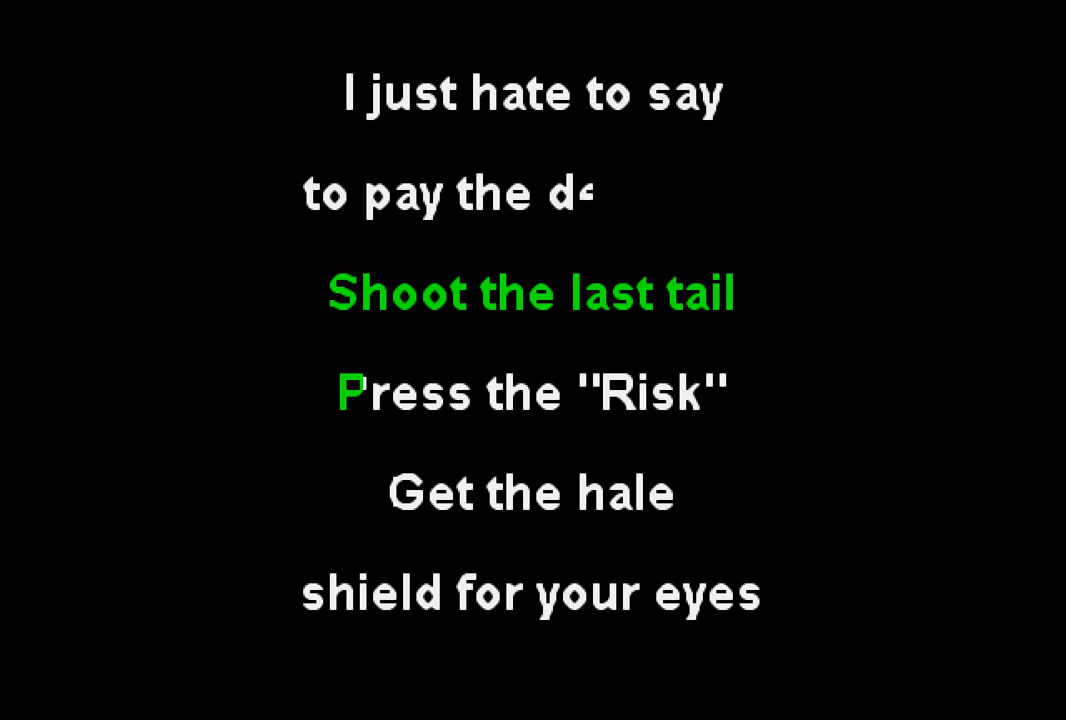 I just hate to say
to pay the
Shoot the last tail
Press the "Risk"
Get the hale
shield for your eyes